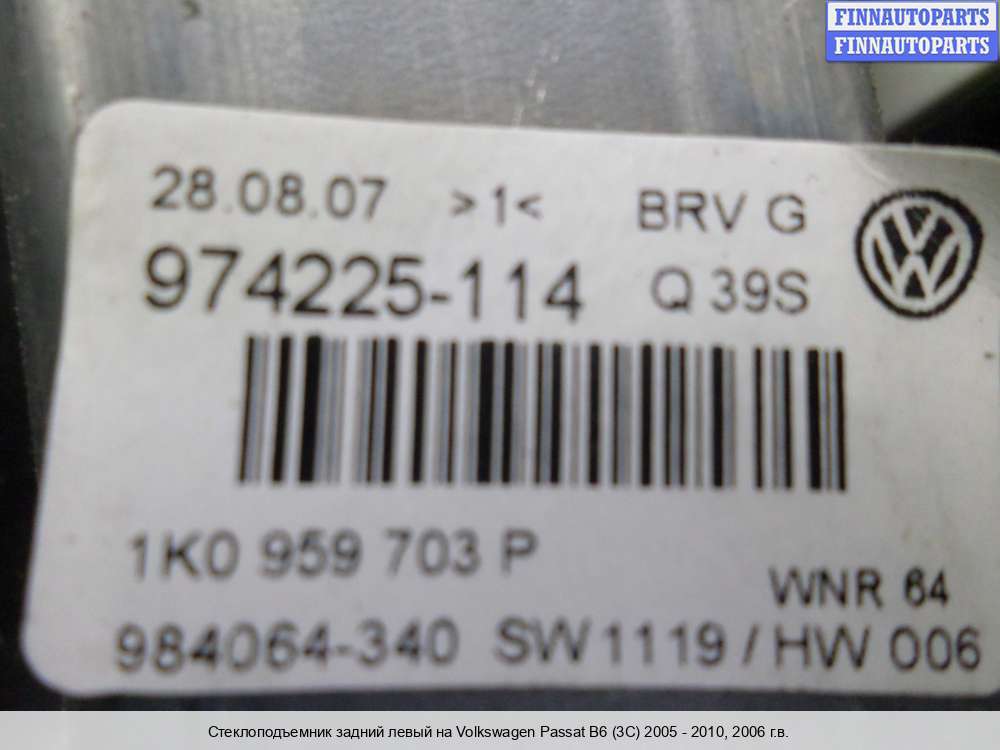 FINNAUTOPARTS
FINNAUTOPARTS
28.08.07 >1< BRV G
974225-114 Q 39S
1K0 959 703 P
WNR 64
984064-340 SW1119 / HW 006
Стеклоподъемник задний левый на Volkswagen Passat B6 (3C) 2005 - 2010, 2006 г.в.